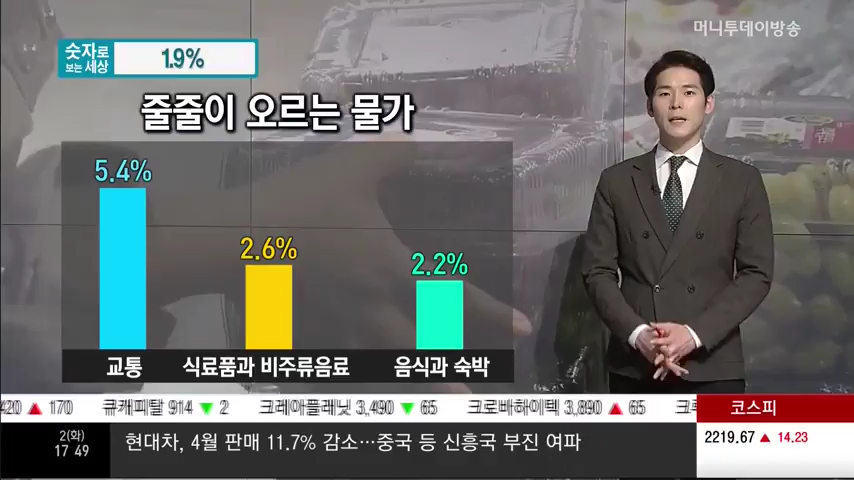 머니투데이방송
숫자로
보는 세상
1.9%
줄줄이 오르는 물가
5.4%
2.6%
2.2%
교통
식료품과 비주류음료
음식과 숙박
420 ▲ 170 큐캐피탈 914 ▼ 2 크레아플래닛 3,490 ▼ 65 크로바하이텍 3,890 ▲ 65
코스피
2(화)
17 49
현대차, 4월 판매 11.7% 감소…중국 등 신흥국 부진 여파
2219.67 ▲ 14.23